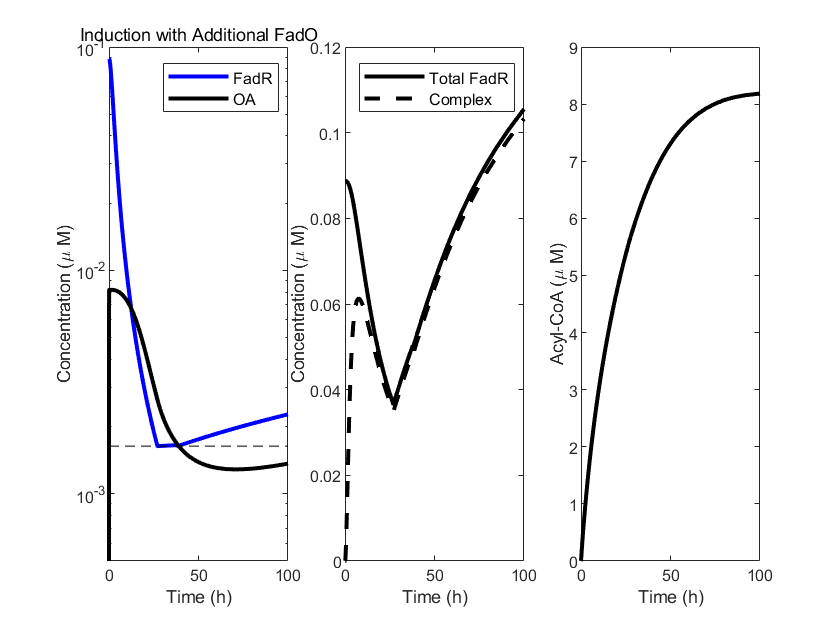 Induction with Additional FadO
10-1
10-2
10-3
0
50
100
Concentration (μ M)
Time (h)
FadR
OA
0.12
0.1
0.08
0.06
0.04
0.02
0
0
50
100
Concentration (μ M)
Time (h)
Total FadR
Complex
9
8
7
6
5
4
3
2
1
0
0
50
100
Acyl-CoA (μ M)
Time (h)